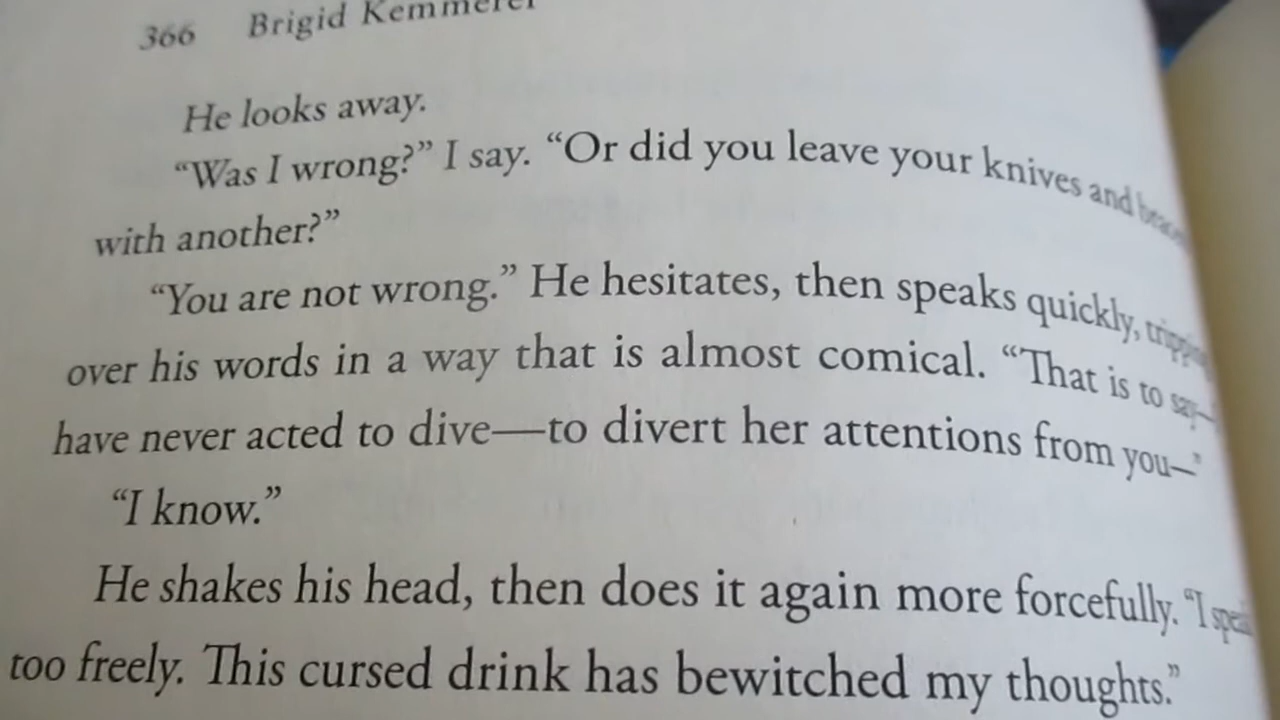 366 Brigid Kemmerer
He looks away.
“Was I wrong?” I say. “Or did you leave your knives and
with another?”
“You are not wrong.” He hesitates, then speaks quickly, tripping
over his words in a way that is almost comical. “That is to say—
have never acted to dive—to divert her attentions from you—”
“I know.”
He shakes his head, then does it again more forcefully. “I speak
too freely. This cursed drink has bewitched my thoughts.”